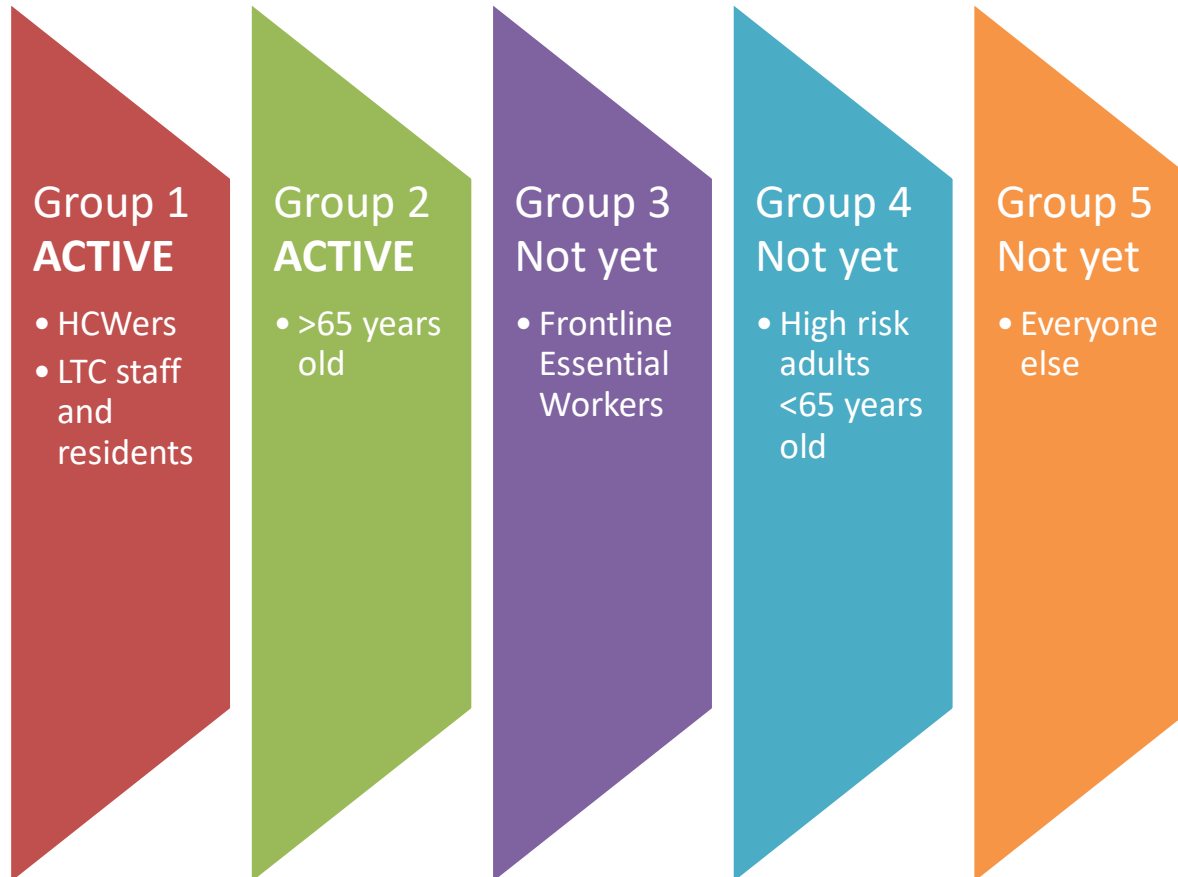 Group 1
ACTIVE
• HCWers
• LTC staff
and
residents
Group 2
ACTIVE
• >65 years
old
Group 3
Not yet
• Frontline
Essential
Workers
Group 4
Not yet
• High risk
adults
<65 years
old
Group 5
Not yet
• Everyone
else